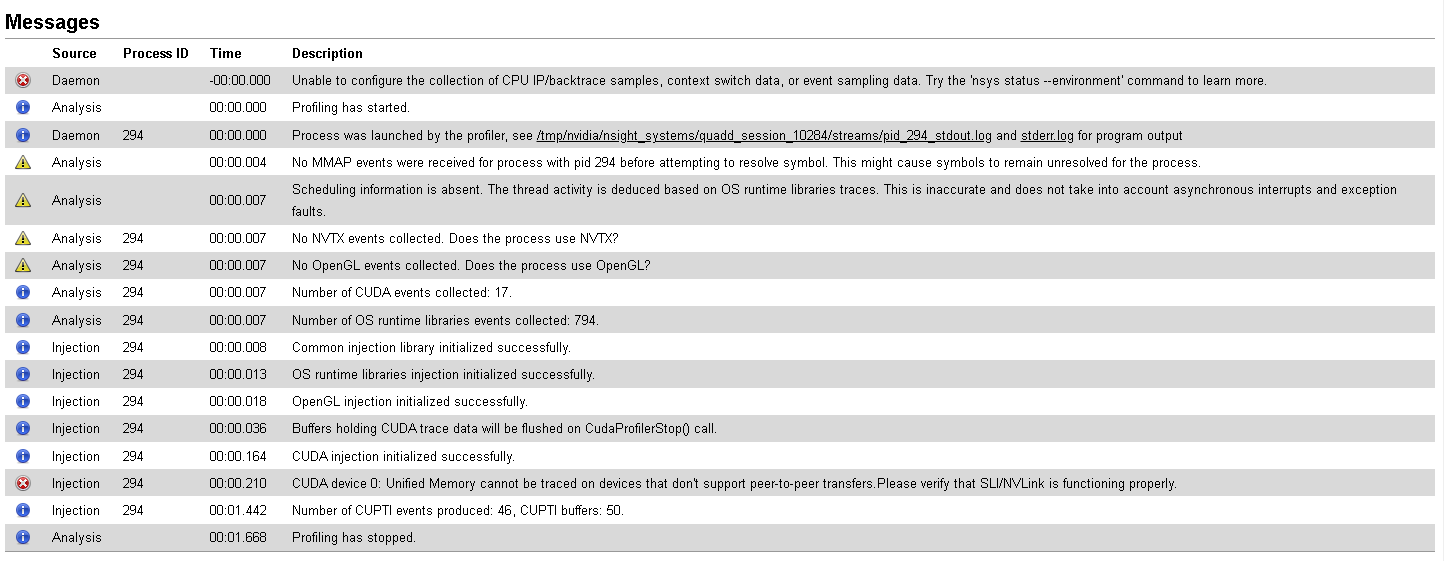 Messages
Source Process ID Time Description
Daemon -00:00.000 Unable to configure the collection of CPU IP/backtrace samples, context switch data, or event sampling data. Try the 'nsys status --environment' command to learn more.
Analysis 00:00.000 Profiling has started.
Daemon 294 00:00.000 Process was launched by the profiler, see /tmp/nvidia/nsight_systems/quadd_session_10284/streams/pid_294_stdout.log and stderr.log for program output
Analysis 00:00.004 No MMAP events were received for process with pid 294 before attempting to resolve symbol. This might cause symbols to remain unresolved for the process.
Analysis 00:00.007 Scheduling information is absent. The thread activity is deduced based on OS runtime libraries traces. This is inaccurate and does not take into account asynchronous interrupts and exception
faults.
Analysis 294 00:00.007 No NVTX events collected. Does the process use NVTX?
Analysis 294 00:00.007 No OpenGL events collected. Does the process use OpenGL?
Analysis 294 00:00.007 Number of CUDA events collected: 17.
Analysis 294 00:00.007 Number of OS runtime libraries events collected: 794.
Injection 294 00:00.008 Common injection library initialized successfully.
Injection 294 00:00.013 OS runtime libraries injection initialized successfully.
Injection 294 00:00.018 OpenGL injection initialized successfully.
Injection 294 00:00.036 Buffers holding CUDA trace data will be flushed on CudaProfilerStop() call.
Injection 294 00:00.164 CUDA injection initialized successfully.
Injection 294 00:00.210 CUDA device 0: Unified Memory cannot be traced on devices that don't support peer-to-peer transfers.Please verify that SLI/NVLink is functioning properly.
Injection 294 00:01.442 Number of CUPTI events produced: 46, CUPTI buffers: 50.
Analysis 00:01.668 Profiling has stopped.